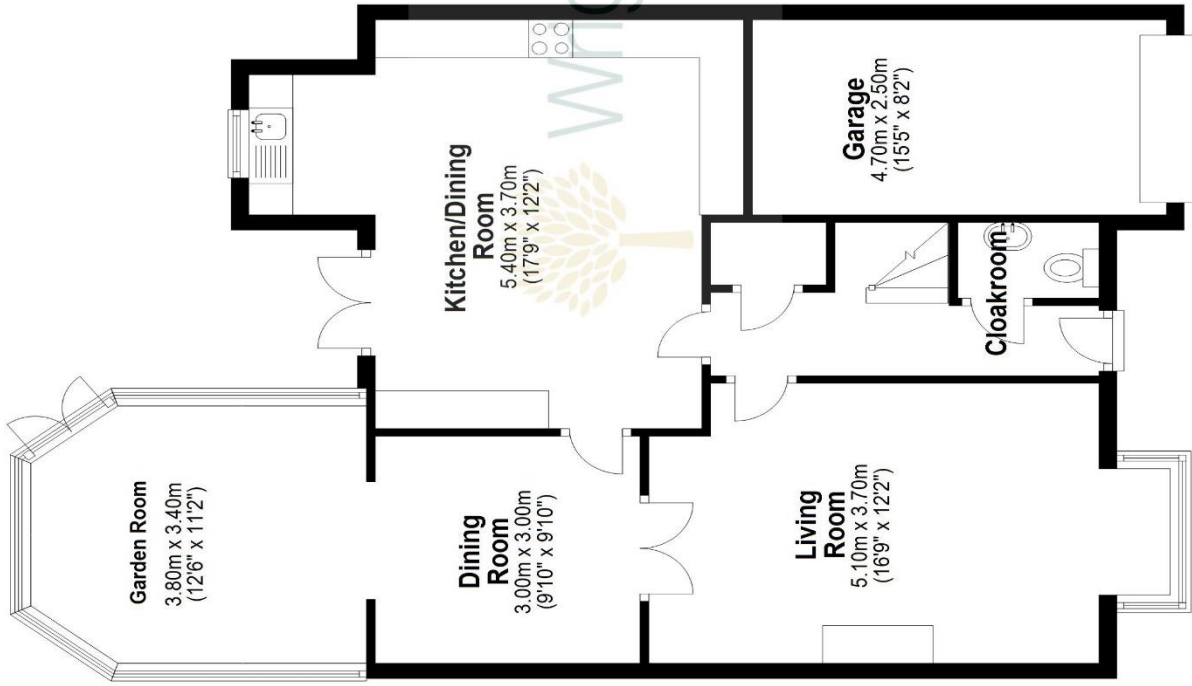 Garden Room
3.80m x 3.40m
(12'6" x 11'2")
Kitchen/Dining
Room
5.40m x 3.70m
(17'9" x 12'2")
Dining
Room
3.00m x 3.00m
(9'10" x 9'10")
Garage
4.70m x 2.50m
(15'5" x 8'2")
Living
Room
5.10m x 3.70m
(16'9" x 12'2")
Cloakroom